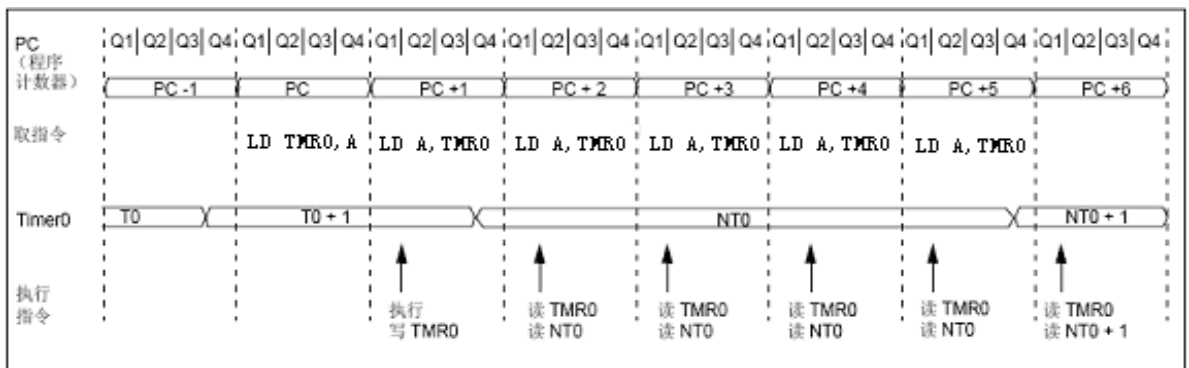 PC
（程序
计数器）
Q1 Q2 Q3 Q4 Q1 Q2 Q3 Q4 Q1 Q2 Q3 Q4 Q1 Q2 Q3 Q4 Q1 Q2 Q3 Q4 Q1 Q2 Q3 Q4 Q1 Q2 Q3 Q4 Q1 Q2 Q3 Q4
PC -1 PC PC +1 PC + 2 PC +3 PC +4 PC +5 PC +6
取指令
LD TMR0, A LD A, TMR0 LD A, TMR0 LD A, TMR0 LD A, TMR0 LD A, TMR0
Timer0
T0 T0 + 1 NT0 NT0 + 1
执行
指令
执行
写 TMR0
读 TMR0
读 NT0
读 TMR0
读 NT0
读 TMR0
读 NT0
读 TMR0
读 NT0
读 TMR0
读 NT0 + 1